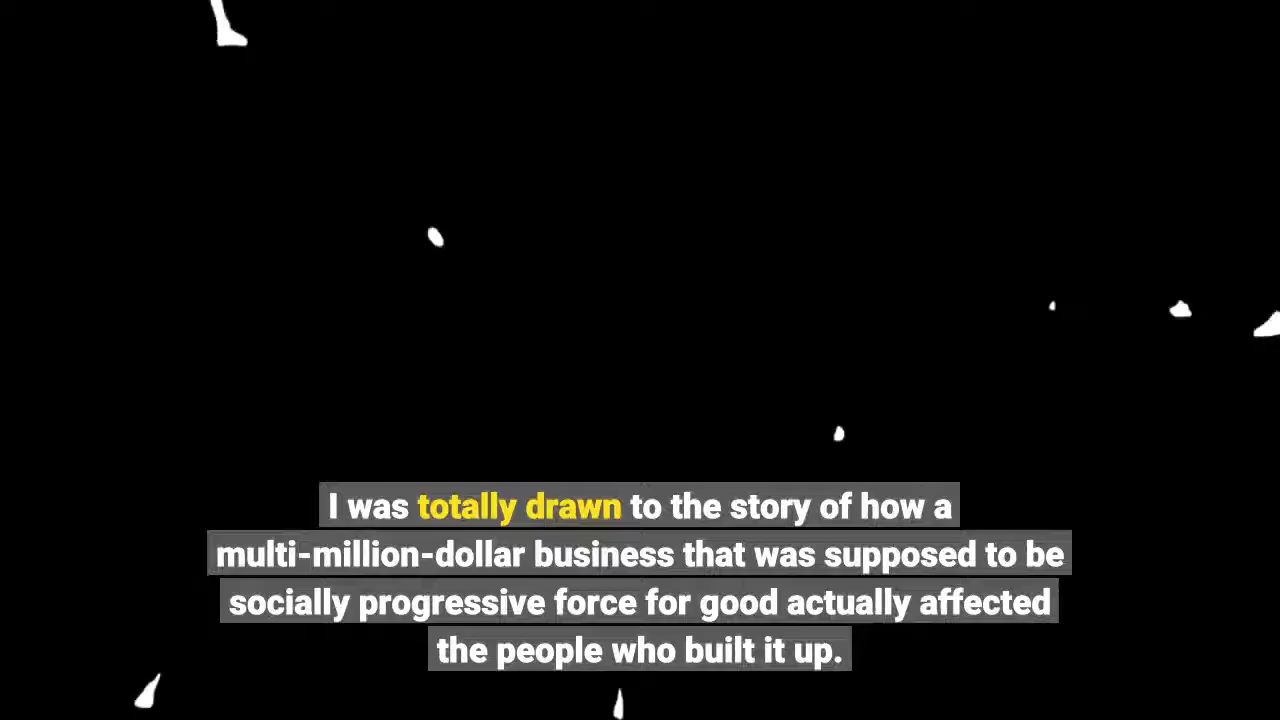 I was totally drawn to the story of how a
multi-million-dollar business that was supposed to be
socially progressive force for good actually affected
the people who built it up.